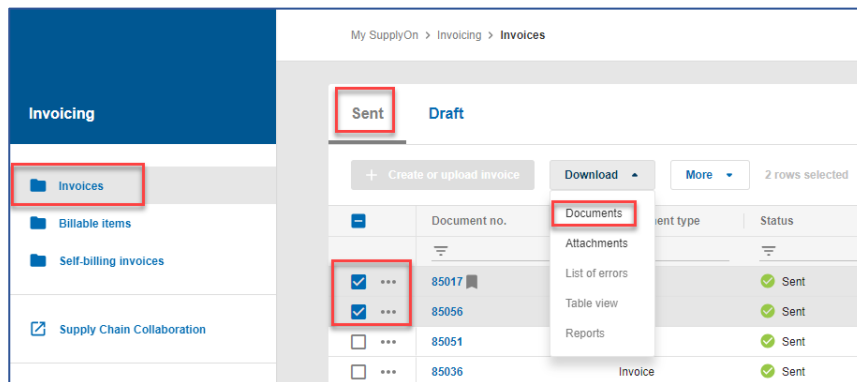 My SupplyOn > Invoicing > Invoices
Invoicing
Sent Draft
+ Create or upload invoice Download More 2 rows selected
Invoices
Billable items
Self-billing invoices
Supply Chain Collaboration
Document no. ent type Status
Documents
Attachments
List of errors
Table view
Reports
85017 Sent
85056 Sent
85051 Sent
85036 Invoice Sent